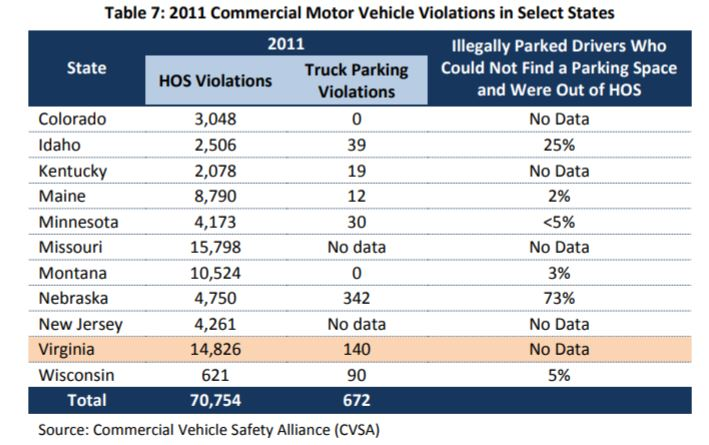 Table 7: 2011 Commercial Motor Vehicle Violations in Select States
State
2011
HOS Violations
Truck Parking
Violations
Illegally Parked Drivers Who
Could Not Find a Parking Space
and Were Out of HOS
Colorado 3,048 0 No Data
Idaho 2,506 39 25%
Kentucky 2,078 19 No Data
Maine 8,790 12 2%
Minnesota 4,173 30 <5%
Missouri 15,798 No data No Data
Montana 10,524 0 3%
Nebraska 4,750 342 73%
New Jersey 4,261 No data No Data
Virginia 14,826 140 No Data
Wisconsin 621 90 5%
Total 70,754 672
Source: Commercial Vehicle Safety Alliance (CVSA)